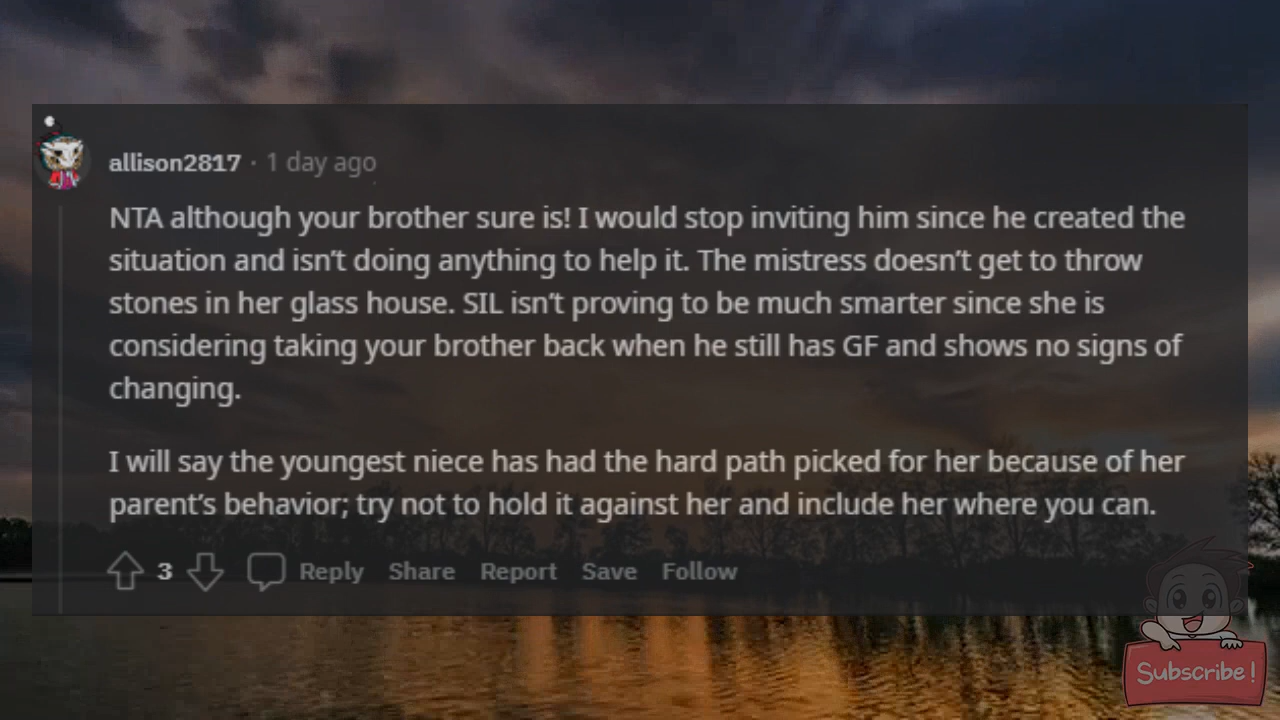 allison2817 · 1 day ago
NTA although your brother sure is! I would stop inviting him since he created the
situation and isn’t doing anything to help it. The mistress doesn’t get to throw
stones in her glass house. SIL isn’t proving to be much smarter since she is
considering taking your brother back when he still has GF and shows no signs of
changing.
I will say the youngest niece has had the hard path picked for her because of her
parent’s behavior; try not to hold it against her and include her where you can.
3 Reply Share Report Save Follow
Subscribe!